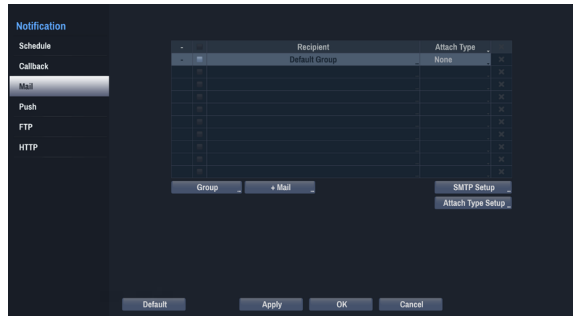 Notification
Schedule
Callback
Mail
Push
FTP
HTTP
- Recipient Attach Type
- Default Group None
Group + Mail SMTP Setup
Attach Type Setup
Default Apply OK Cancel